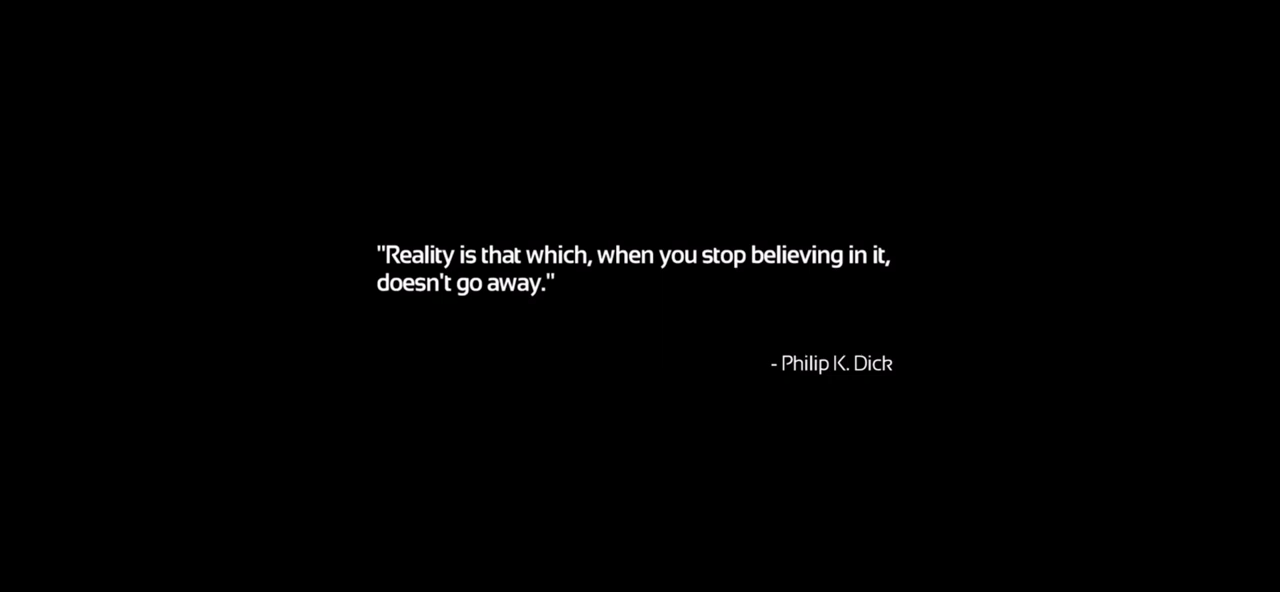 "Reality is that which, when you stop believing in it,
doesn't go away."
- Philip K. Dick